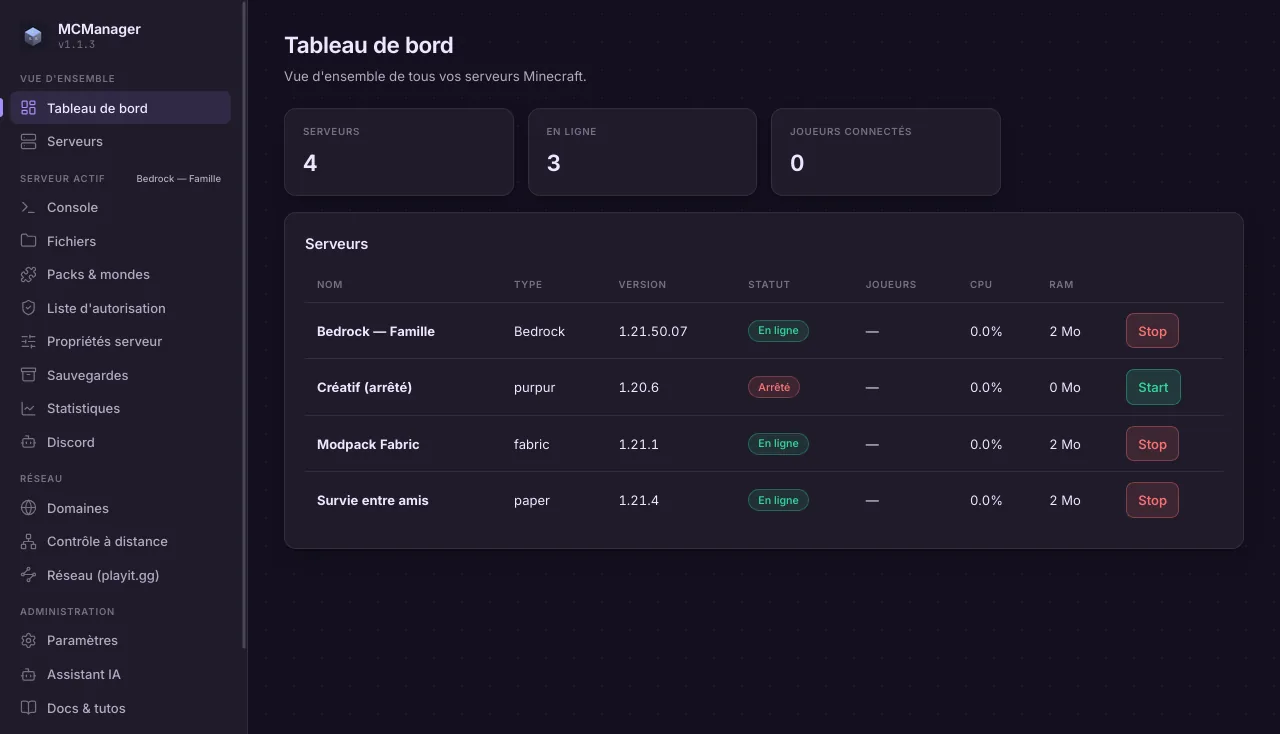 MCManager
v1.1.3
VUE D'ENSEMBLE
Tableau de bord
Serveurs
SERVEUR ACTIF Bedrock — Famille
Console
Fichiers
Packs & mondes
Liste d'autorisation
Propriétés serveur
Sauvegardes
Statistiques
Discord
RÉSEAU
Domaines
Contrôle à distance
Réseau (playit.gg)
ADMINISTRATION
Paramètres
Assistant IA
Docs & tutos
Tableau de bord
Vue d'ensemble de tous vos serveurs Minecraft.
SERVEURS
4
EN LIGNE
3
JOUEURS CONNECTÉS
0
Serveurs
NOM TYPE VERSION STATUT JOUEURS CPU RAM
Bedrock — Famille Bedrock 1.21.50.07 En ligne — 0.0% 2 Mo Stop
Créatif (arrêté) purpur 1.20.6 Arrêté — 0.0% 0 Mo Start
Modpack Fabric fabric 1.21.1 En ligne — 0.0% 2 Mo Stop
Survie entre amis paper 1.21.4 En ligne — 0.0% 2 Mo Stop